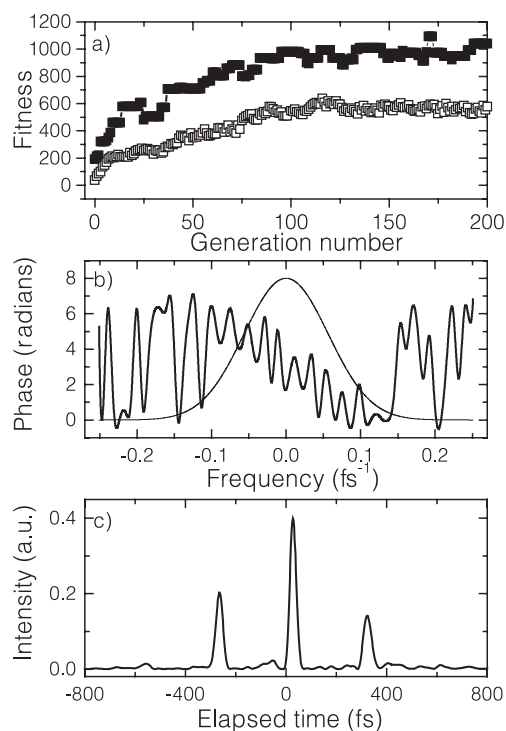 1200
a)
1000
800
600
400
200
0
Fitness
0 50 100 150 200
Generation number
8
b)
6
4
2
0
Phase (radians)
-0.2 -0.1 0.0 0.1 0.2
Frequency (fs-1)
0.4
c)
0.2
0.0
Intensity (a.u.)
-800 -400 0 400 800
Elapsed time (fs)